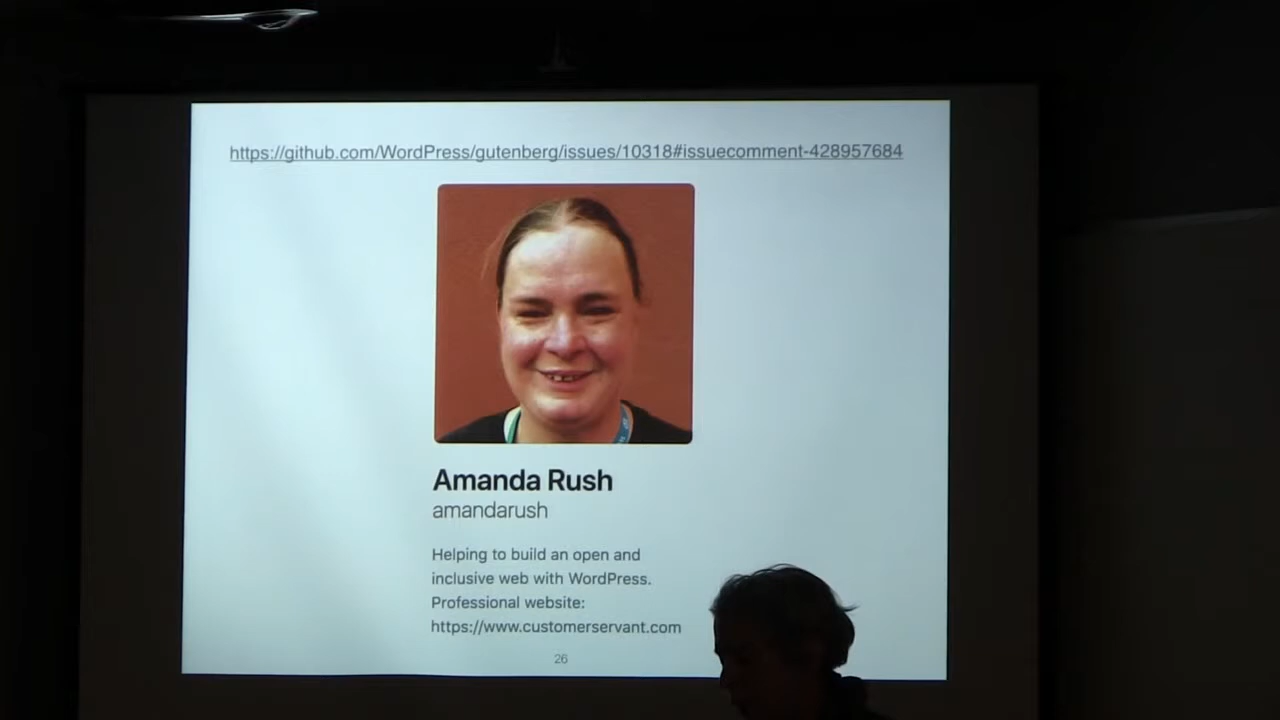 https://github.com/WordPress/gutenberg/issues/10318#issuecomment-428957684
Amanda Rush
amandarush
Helping to build an open and
inclusive web with WordPress.
Professional website:
https://www.customerservant.com
26